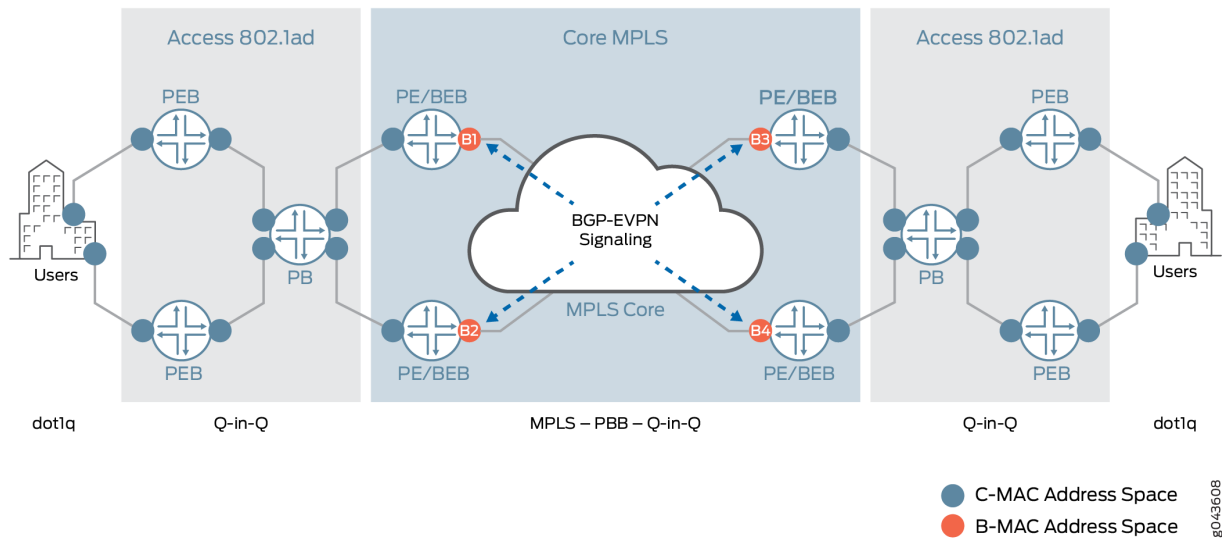 Access 802.1ad
Core MPLS
Access 802.1ad
PEB
PE/BEB
PE/BEB
PEB
B1
B3
BGP-EVPN
Signaling
Users
PB
PB
Users
MPLS Core
B2
B4
PEB
PE/BEB
PE/BEB
PEB
dot1q
Q-in-Q
MPLS – PBB – Q-in-Q
Q-in-Q
dot1q
C-MAC Address Space
B-MAC Address Space
g043608